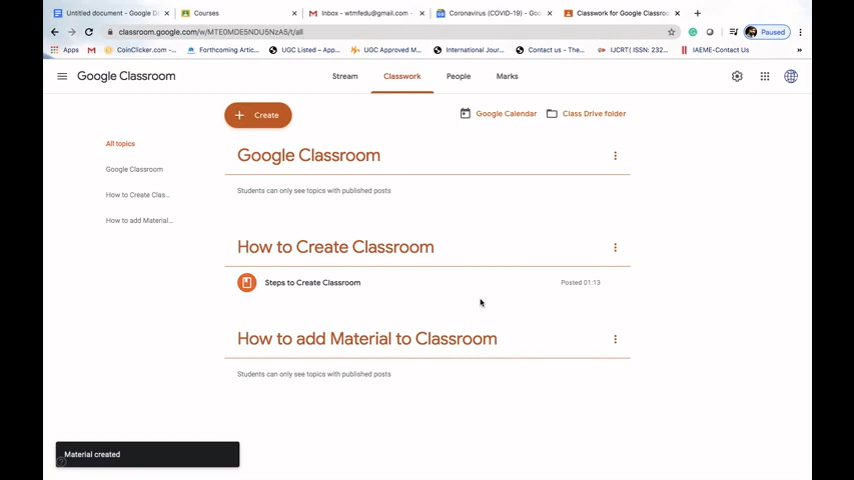 Untitled document - Google D
Courses
Inbox - wtmfedu@gmail.com -
Coronavirus (COVID-19) - Goo
Classwork for Google Classroo
classroom.google.com/w/MTE0MDE5NDU5NzA5/t/all
Paused
Apps
CoinClicker.com -...
Forthcoming Artic...
UGC Listed – App...
UGC Approved M...
International Jour...
Contact us - The...
IJCRT( ISSN: 232...
IAEME-Contact Us
Google Classroom
Stream
Classwork
People
Marks
Create
Google Calendar
Class Drive folder
All topics
Google Classroom
How to Create Clas...
How to add Material...
Google Classroom
Students can only see topics with published posts
How to Create Classroom
Steps to Create Classroom
Posted 01:13
How to add Material to Classroom
Students can only see topics with published posts
Material created